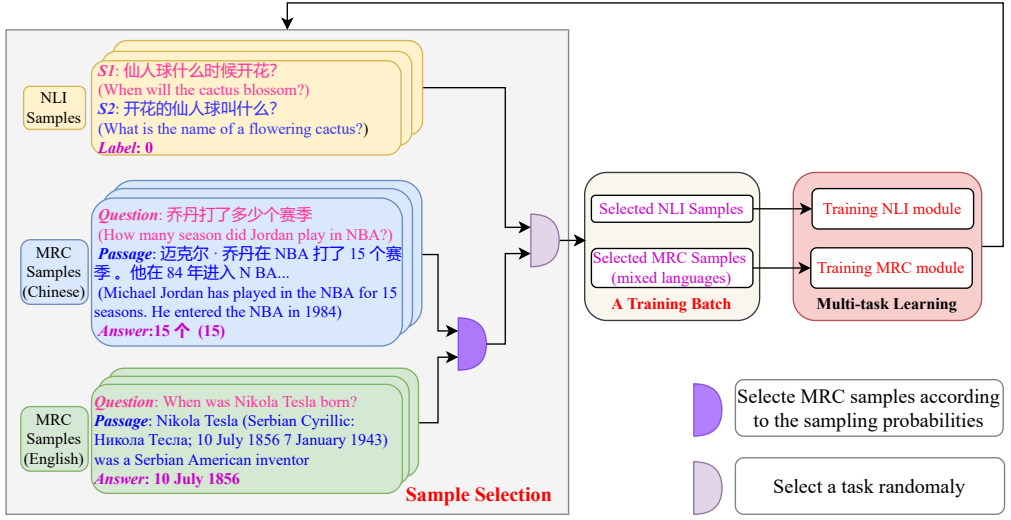 NLI
Samples
S1: 仙人球什么时候开花?
(When will the cactus blossom?)
S2: 开花的仙人球叫什么?
(What is the name of a flowering cactus?)
Label: 0
MRC
Samples
(Chinese)
Question: 乔丹打了多少个赛季
(How many season did Jordan play in NBA?)
Passage: 迈克尔 · 乔丹在 NBA 打了 15 个赛
季 。他在 84 年进入 N BA...
(Michael Jordan has played in the NBA for 15
seasons. He entered the NBA in 1984)
Answer:15 个 (15)
MRC
Samples
(English)
Question: When was Nikola Tesla born?
Passage: Nikola Tesla (Serbian Cyrillic:
Никола Тесла; 10 July 1856 7 January 1943)
was a Serbian American inventor
Answer: 10 July 1856
Sample Selection
Selected NLI Samples
Selected MRC Samples
(mixed languages)
A Training Batch
Training NLI module
Training MRC module
Multi-task Learning
Selecte MRC samples according
to the sampling probabilities
Select a task randomaly